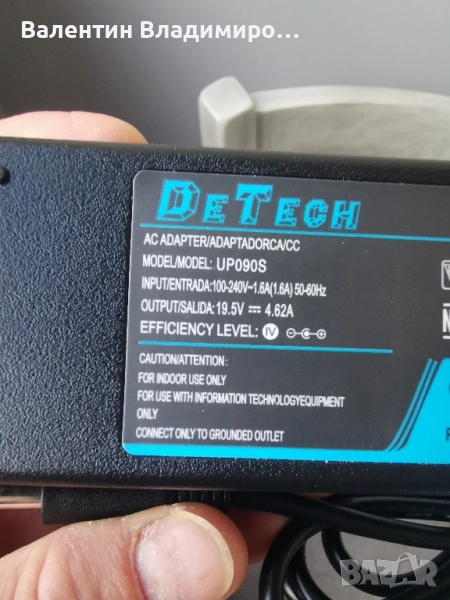 Валентин Владимиро...
DETECH
AC ADAPTER/ADAPTADORCA/CC
MODEL/MODEL: UP090S
INPUT/ENTRADA:100-240V~1.6A(1.6A) 50-60Hz
OUTPUT/SALIDA:19.5V⎓4.62A
EFFICIENCY LEVEL: IV
CAUTION/ATTENTION:
FOR INDOOR USE ONLY
FOR USE WITH INFORMATION TECHNOLOGYEQUIPMENT
ONLY
CONNECT ONLY TO GROUNDED OUTLET
BAZAR